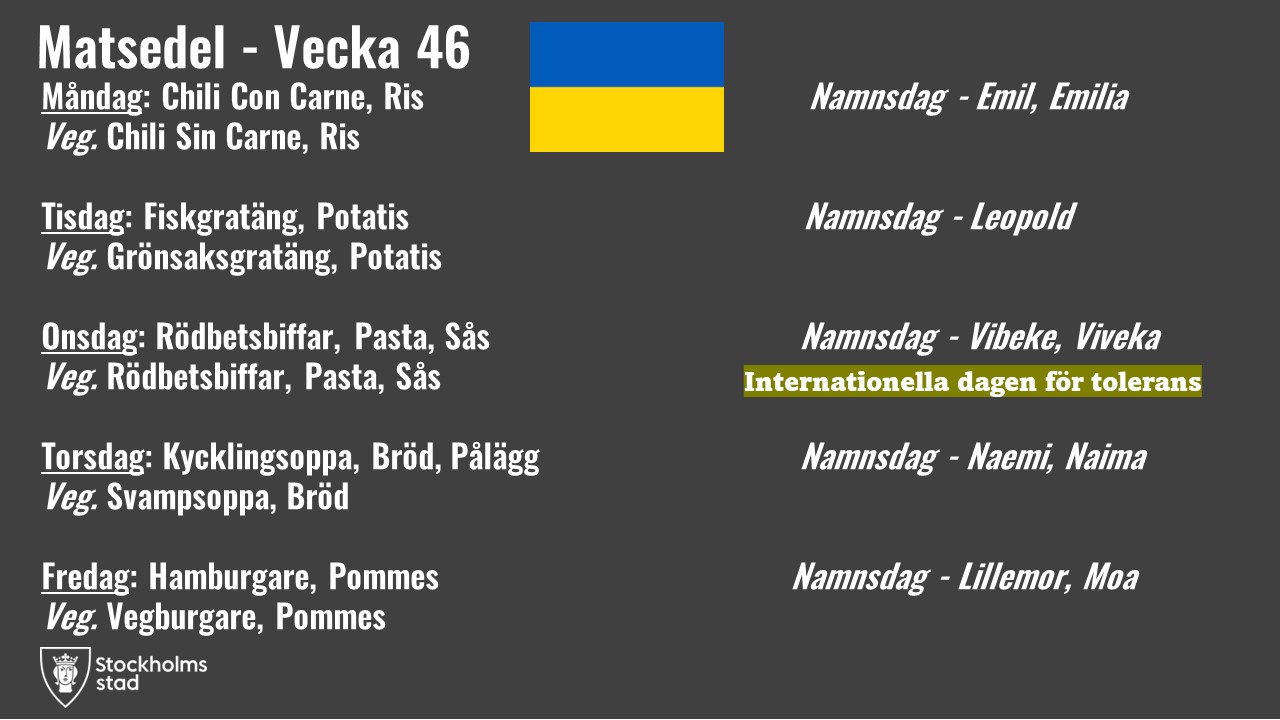 Matsedel - Vecka 46
Måndag: Chili Con Carne, Ris
Namnsdag - Emil, Emilia
Veg. Chili Sin Carne, Ris
Tisdag: Fiskgratäng, Potatis
Namnsdag - Leopold
Veg. Grönsaksgratäng, Potatis
Onsdag: Rödbetsbiffar, Pasta, Sås
Namnsdag - Vibeke, Viveka
Veg. Rödbetsbiffar, Pasta, Sås
Internationella dagen för tolerans
Torsdag: Kycklingsoppa, Bröd, Pålägg
Namnsdag - Naemi, Naima
Veg. Svampsoppa, Bröd
Fredag: Hamburgare, Pommes
Namnsdag - Lillemor, Moa
Veg. Vegburgare, Pommes
Stockholms
stad